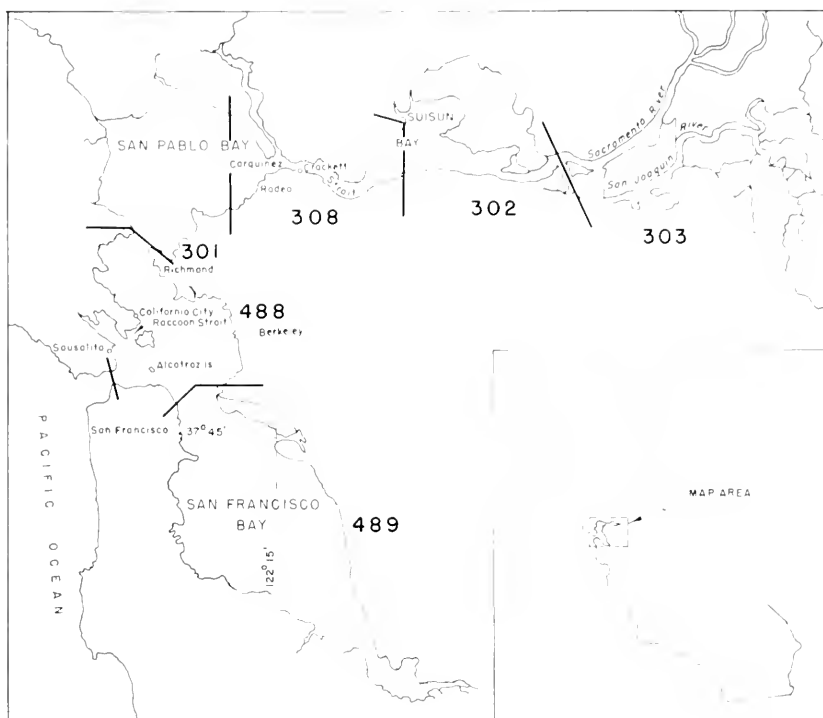 SUISUN
BAY
SAN PABLO BAY
Carquinez
Crockett
Strait
Rodeo
Sacramento River
San Joaquin River
308
302
303
301
Richmond
California City
Raccoon Strait
488
Berkeley
Sausalito
Alcatraz is
San Francisco
37° 45'
PACIFIC OCEAN
SAN FRANCISCO
BAY
489
122° 15'
MAP AREA